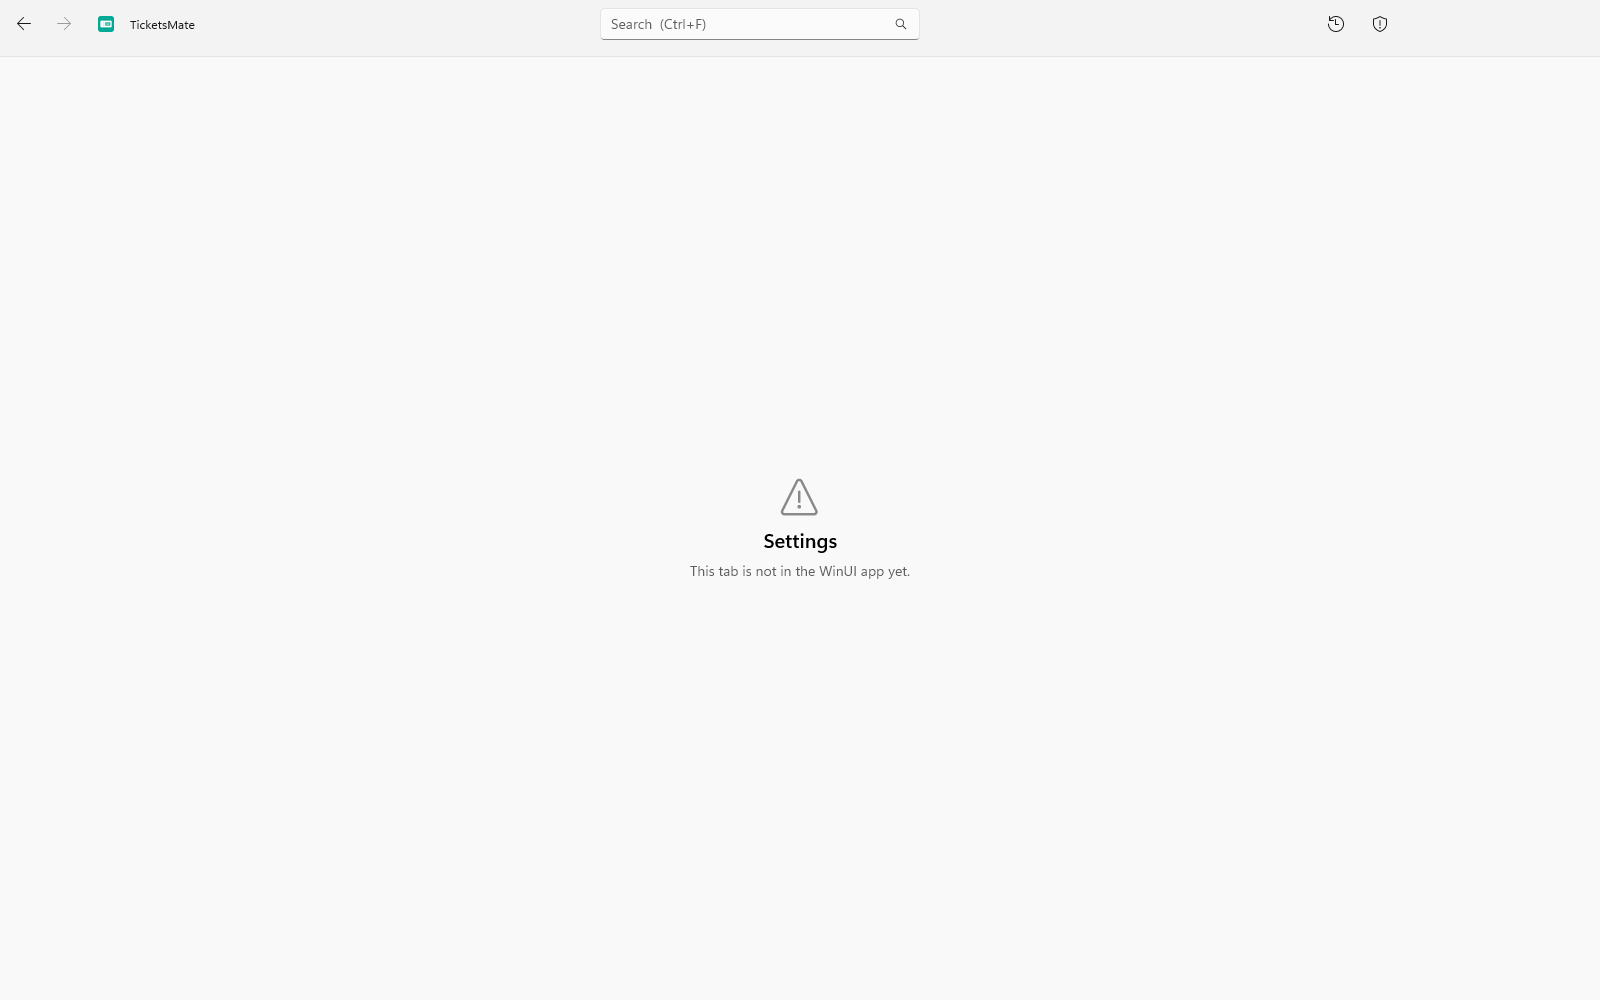 TicketsMate
Search (Ctrl+F)
Settings
This tab is not in the WinUI app yet.